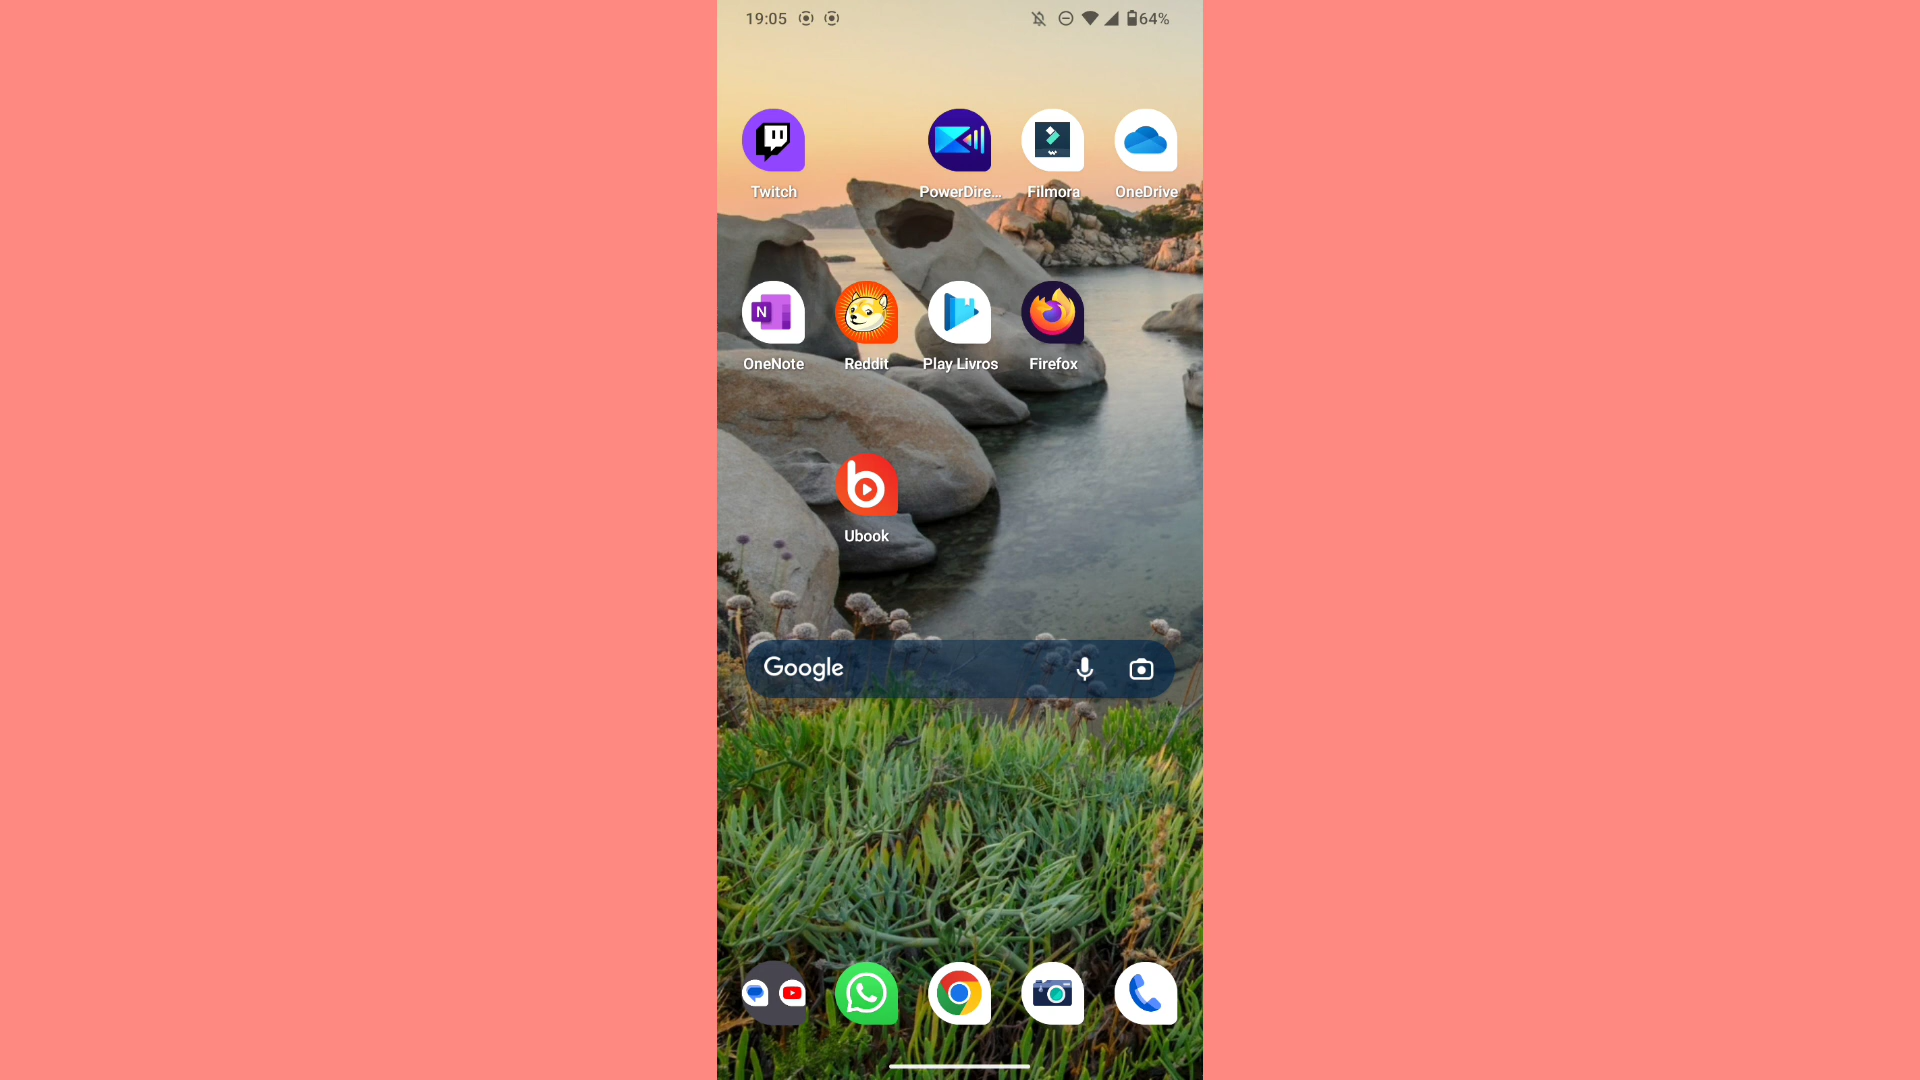 19:05 64%
Twitch PowerDire... Filmora OneDrive
N
OneNote Reddit Play Livros Firefox
b
Ubook
Google